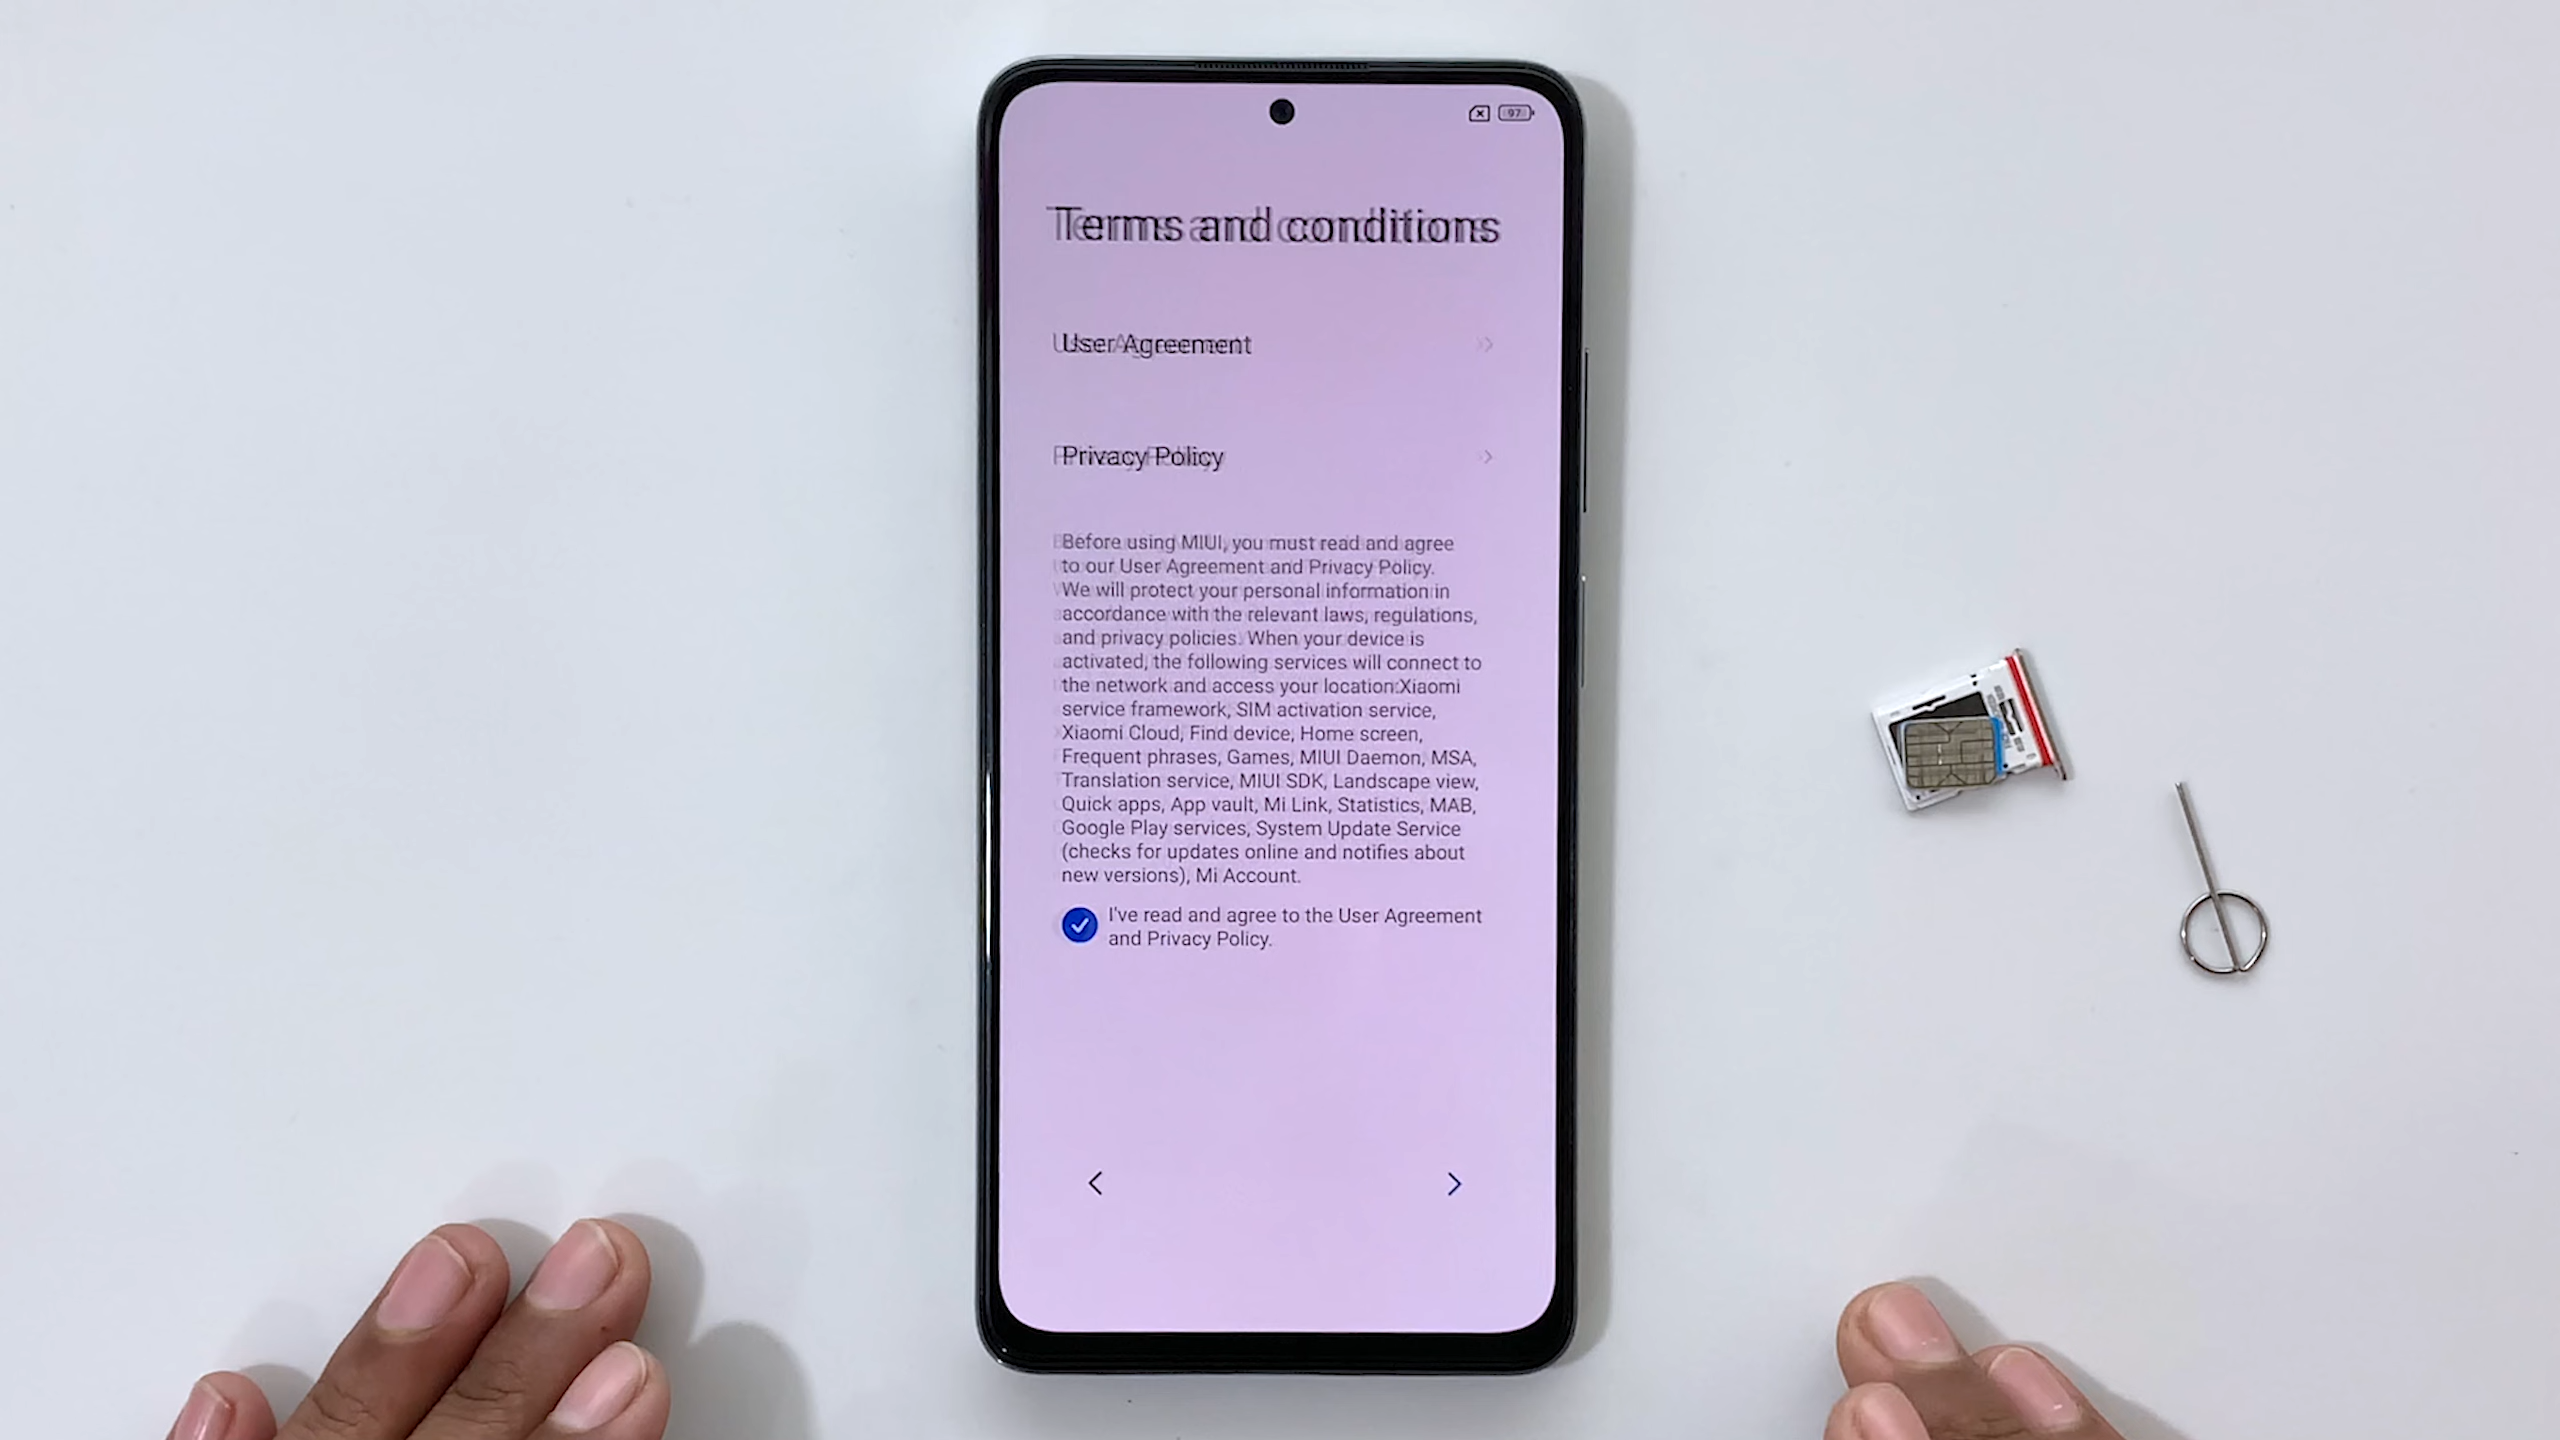 97
Terms and conditions
User Agreement
Privacy Policy
Before using MIUI, you must read and agree
to our User Agreement and Privacy Policy.
We will protect your personal information in
accordance with the relevant laws, regulations,
and privacy policies. When your device is
activated, the following services will connect to
the network and access your location:Xiaomi
service framework, SIM activation service,
Xiaomi Cloud, Find device, Home screen,
Frequent phrases, Games, MIUI Daemon, MSA,
Translation service, MIUI SDK, Landscape view,
Quick apps, App vault, Mi Link, Statistics, MAB,
Google Play services, System Update Service
(checks for updates online and notifies about
new versions), Mi Account.
I've read and agree to the User Agreement
and Privacy Policy.